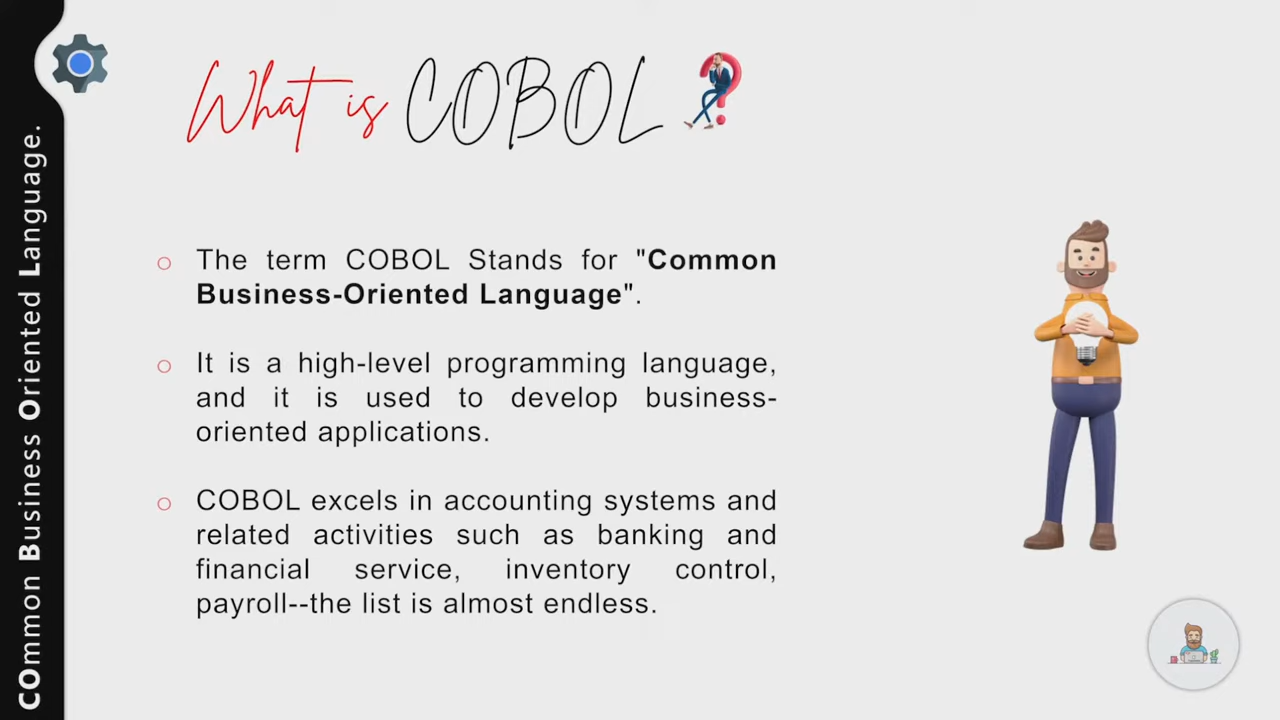 COmmon Business Oriented Language.
What is COBOL ?
The term COBOL Stands for "Common
Business-Oriented Language".
It is a high-level programming language,
and it is used to develop business-
oriented applications.
COBOL excels in accounting systems and
related activities such as banking and
financial service, inventory control,
payroll--the list is almost endless.